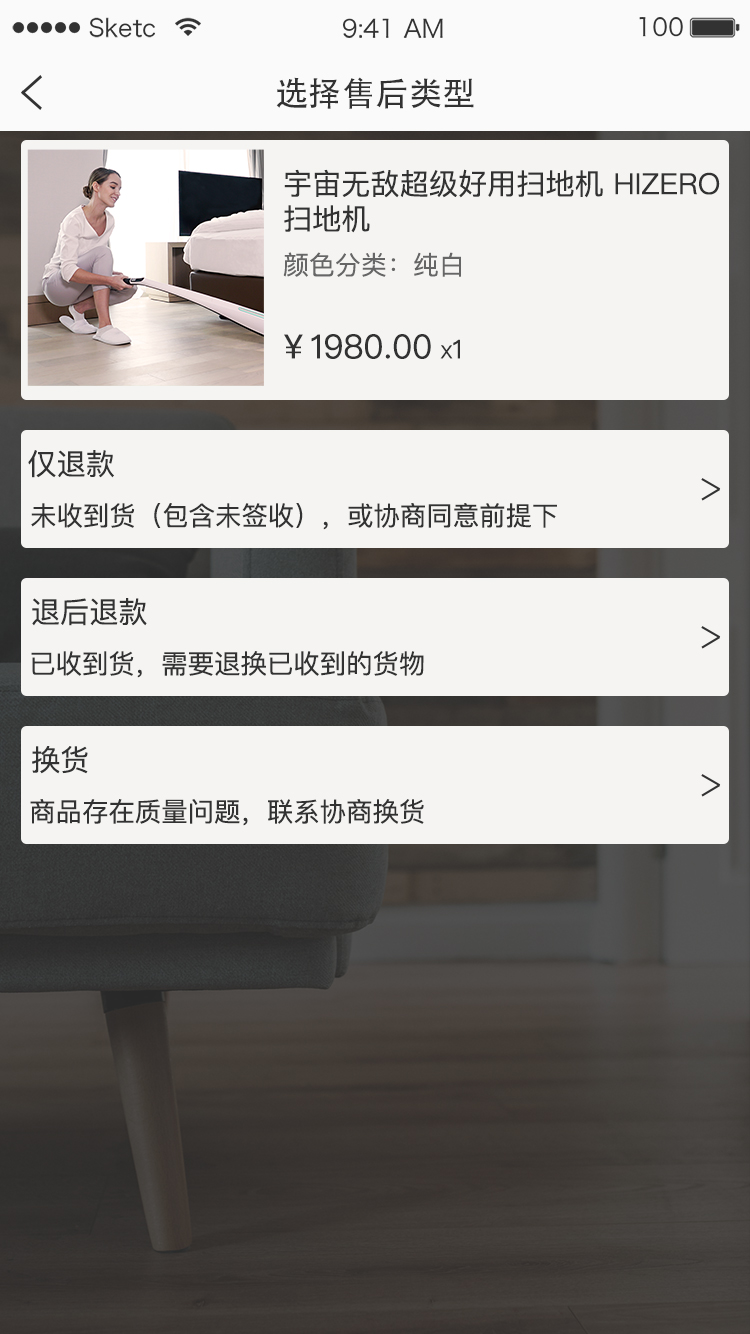 Sketc 9:41 AM 100
选择售后类型
宇宙无敌超级好用扫地机 HIZERO
扫地机
颜色分类：纯白
￥1980.00 x1
仅退款
未收到货（包含未签收），或协商同意前提下
退后退款
已收到货，需要退换已收到的货物
换货
商品存在质量问题，联系协商换货